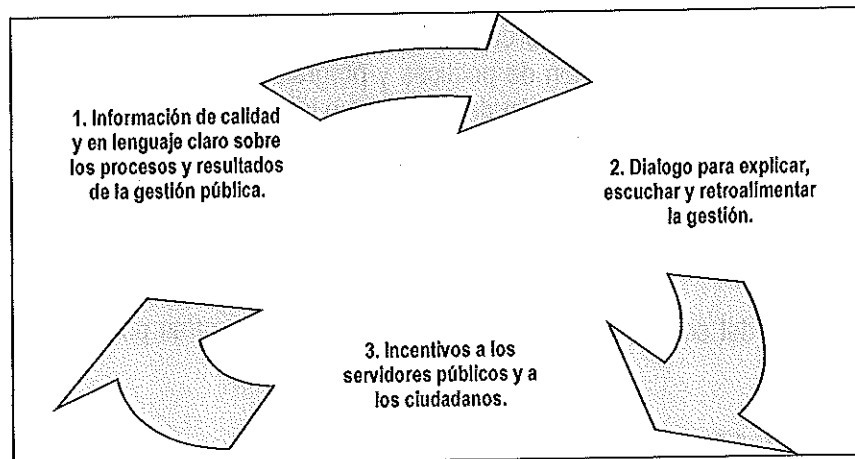 1. Información de calidad
y en lenguaje claro sobre
los procesos y resultados
de la gestión pública.
2. Dialogo para explicar,
escuchar y retroalimentar
la gestión.
3. Incentivos a los
servidores públicos y a
los ciudadanos.